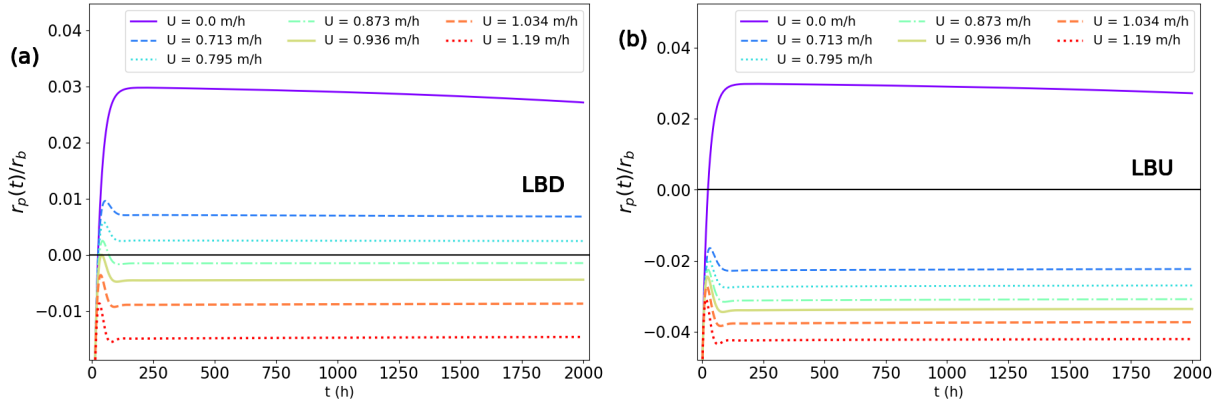 (a)
U = 0.0 m/h
U = 0.713 m/h
U = 0.795 m/h
U = 0.873 m/h
U = 0.936 m/h
U = 1.034 m/h
U = 1.19 m/h
0.04
0.03
0.02
0.01
0.00
−0.01
r_p(t)/r_b
LBD
0 250 500 750 1000 1250 1500 1750 2000
t (h)
(b)
U = 0.0 m/h
U = 0.713 m/h
U = 0.795 m/h
U = 0.873 m/h
U = 0.936 m/h
U = 1.034 m/h
U = 1.19 m/h
0.04
0.02
0.00
−0.02
−0.04
r_p(t)/r_b
LBU
0 250 500 750 1000 1250 1500 1750 2000
t (h)